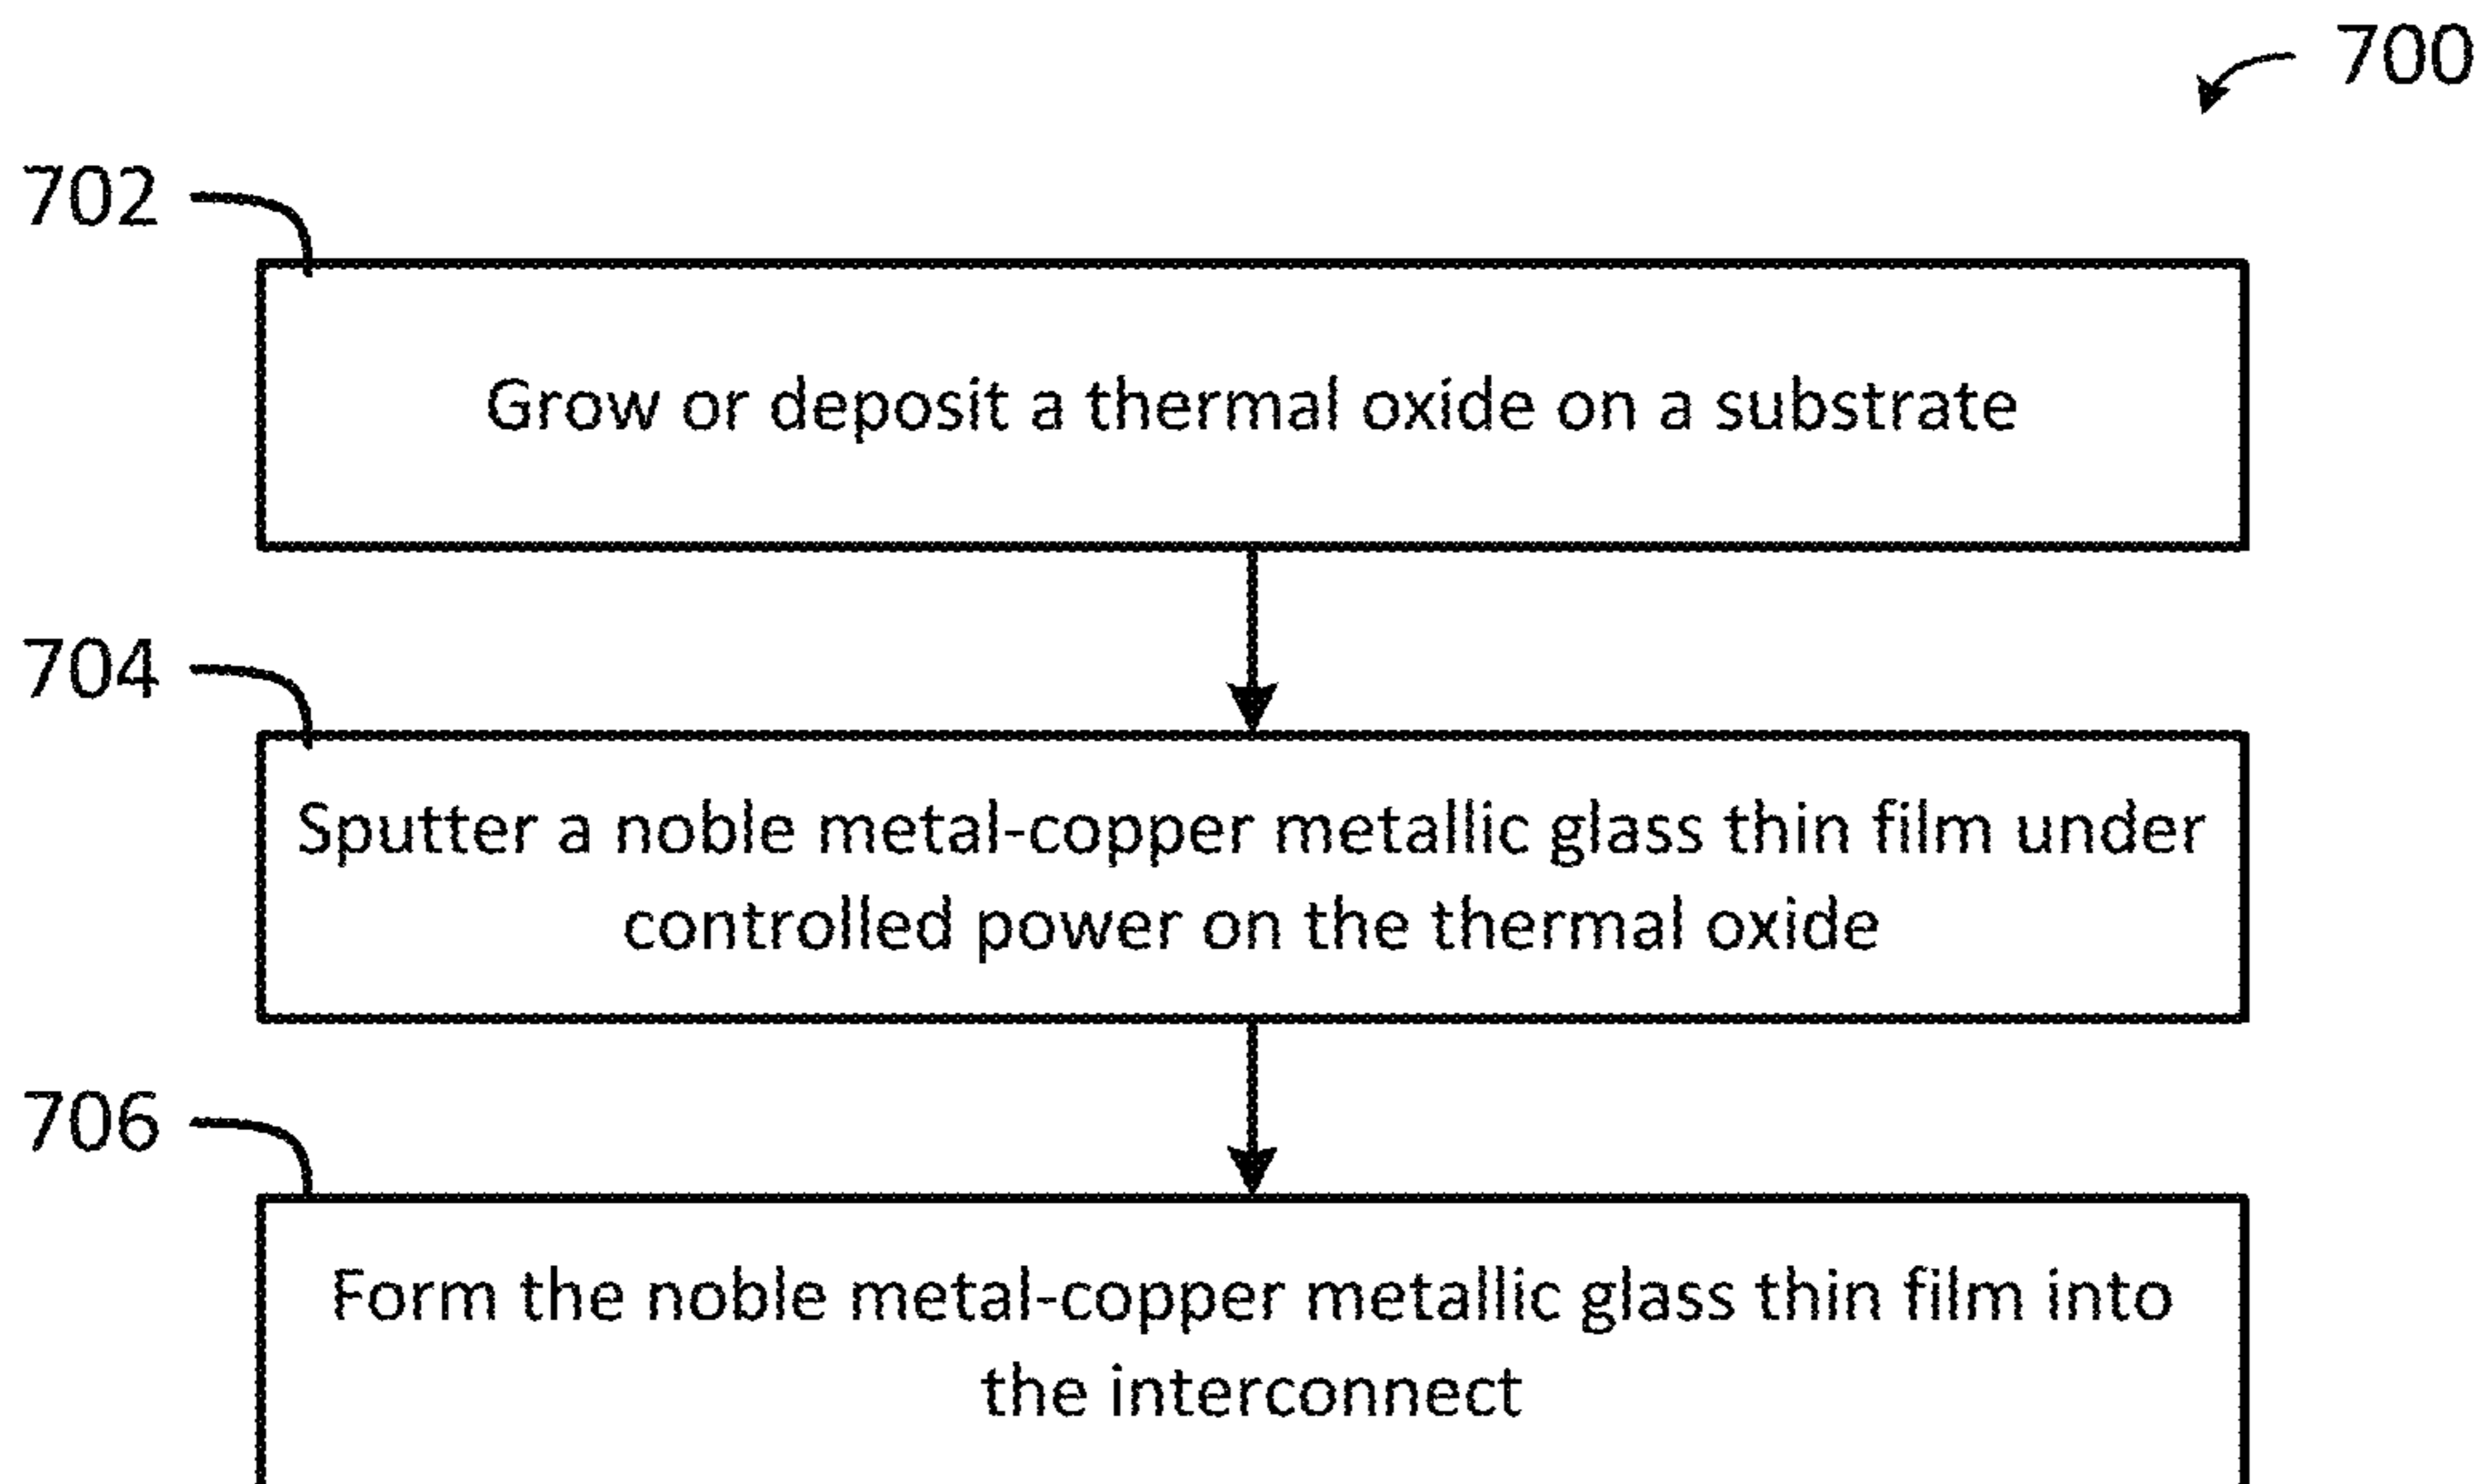 700
702
Grow or deposit a thermal oxide on a substrate
704
Sputter a noble metal-copper metallic glass thin film under
controlled power on the thermal oxide
706
Form the noble metal-copper metallic glass thin film into
the interconnect